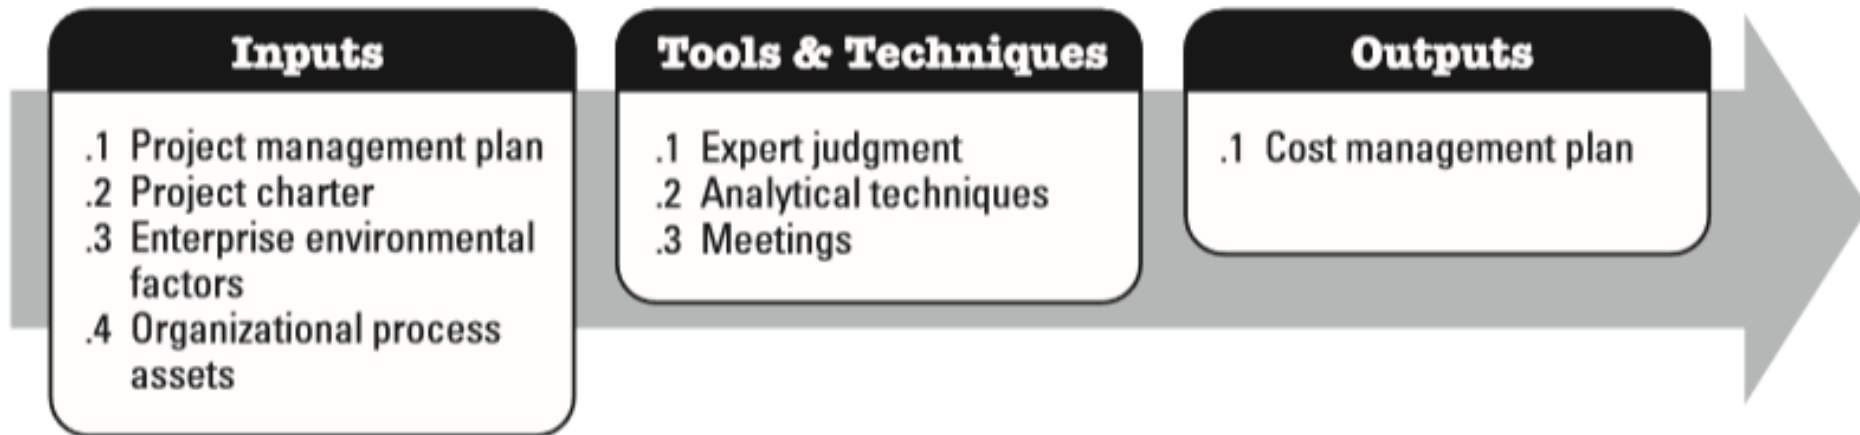 Inputs
.1 Project management plan
.2 Project charter
.3 Enterprise environmental
factors
.4 Organizational process
assets
Tools & Techniques
.1 Expert judgment
.2 Analytical techniques
.3 Meetings
Outputs
.1 Cost management plan